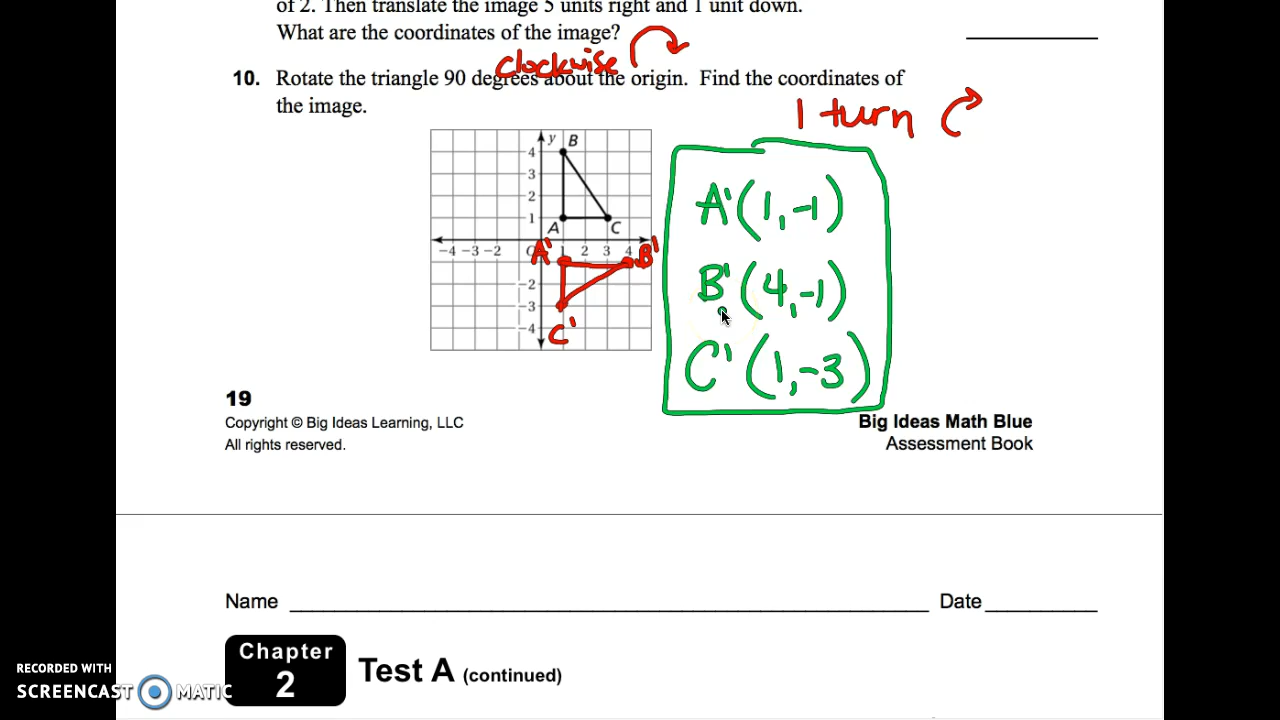 of 2. Then translate the image 5 units right and 1 unit down.
What are the coordinates of the image?
clockwise
10. Rotate the triangle 90 degrees about the origin. Find the coordinates of
the image.
1 turn
y B
4
3
2
1
A C
-4 -3 -2 O 1 2 3 4
A' B'
-2
-3
-4
C'
A' (1, -1)
B' (4, -1)
C' (1, -3)
19
Copyright © Big Ideas Learning, LLC
All rights reserved.
Big Ideas Math Blue
Assessment Book
Name Date
Chapter
2
Test A (continued)
RECORDED WITH
SCREENCAST MATIC